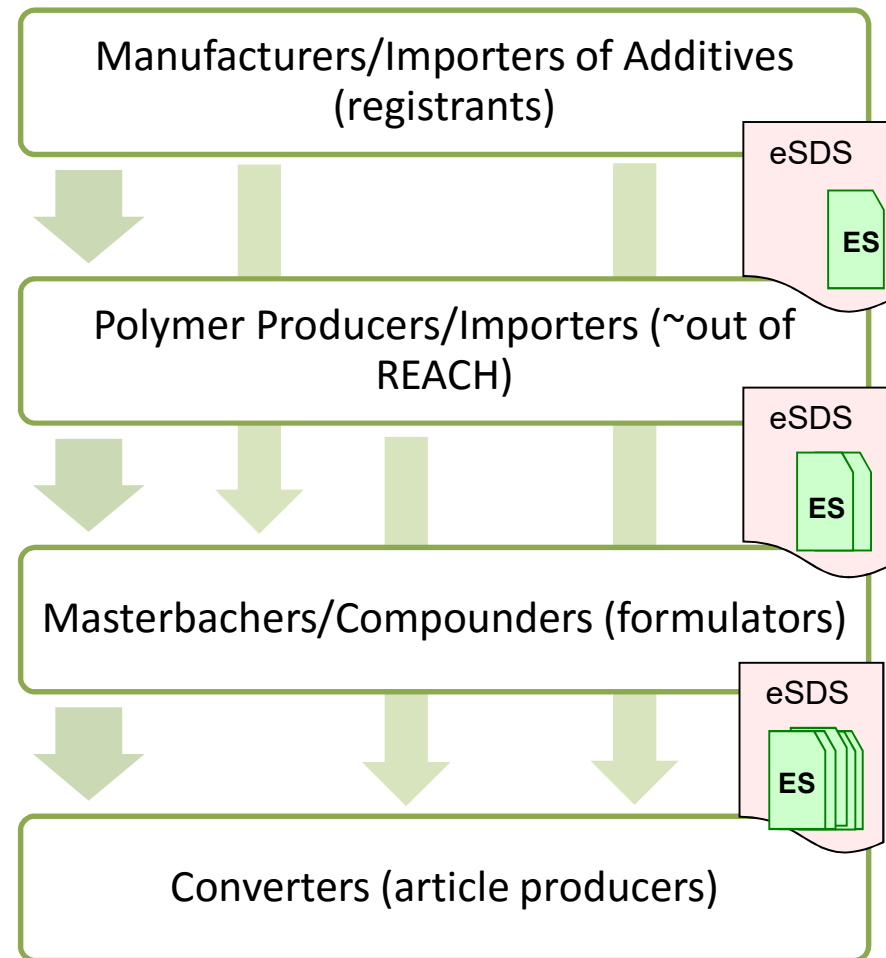 Manufacturers/Importers of Additives
(registrants)
eSDS
ES
Polymer Producers/Importers (~out of
REACH)
eSDS
ES
Masterbachers/Compounders (formulators)
eSDS
ES
Converters (article producers)